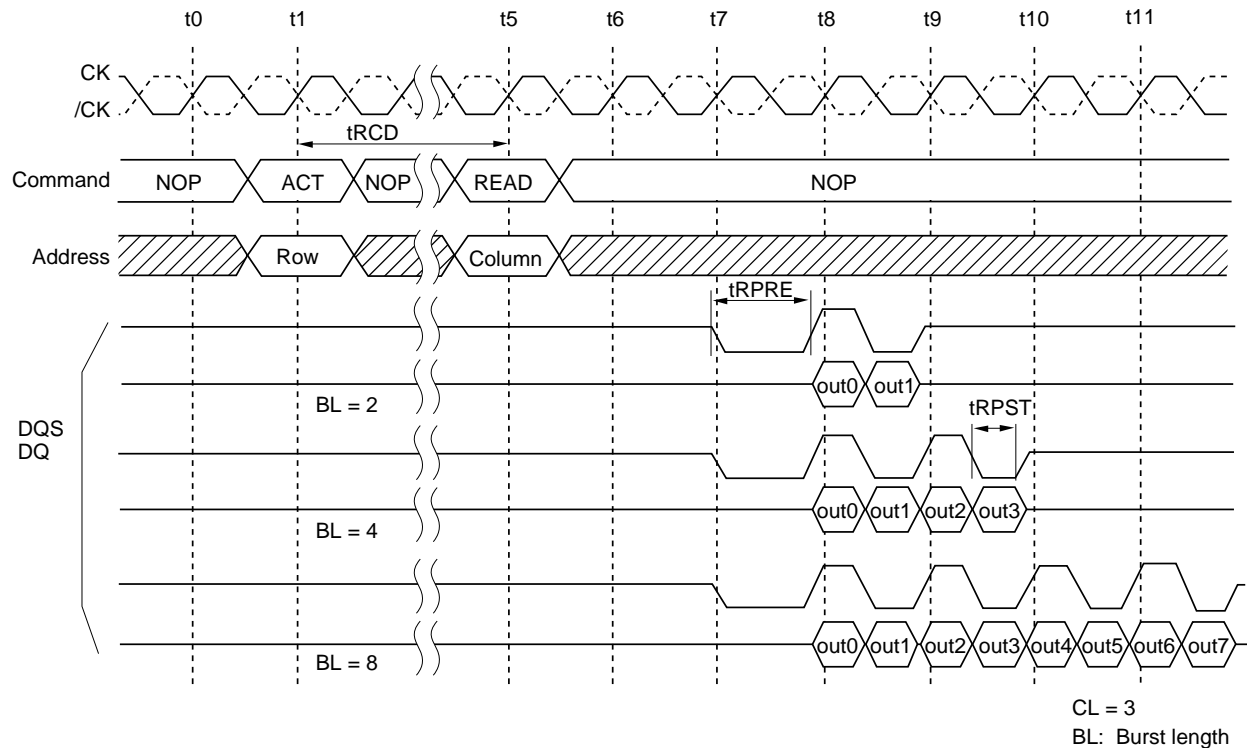 t0 t1 t5 t6 t7 t8 t9 t10 t11
CK
/CK
tRCD
Command NOP ACT NOP READ NOP
Address Row Column
tRPRE
out0 out1
BL = 2
tRPST
DQS
DQ
out0 out1 out2 out3
BL = 4
out0 out1 out2 out3 out4 out5 out6 out7
BL = 8
CL = 3
BL: Burst length